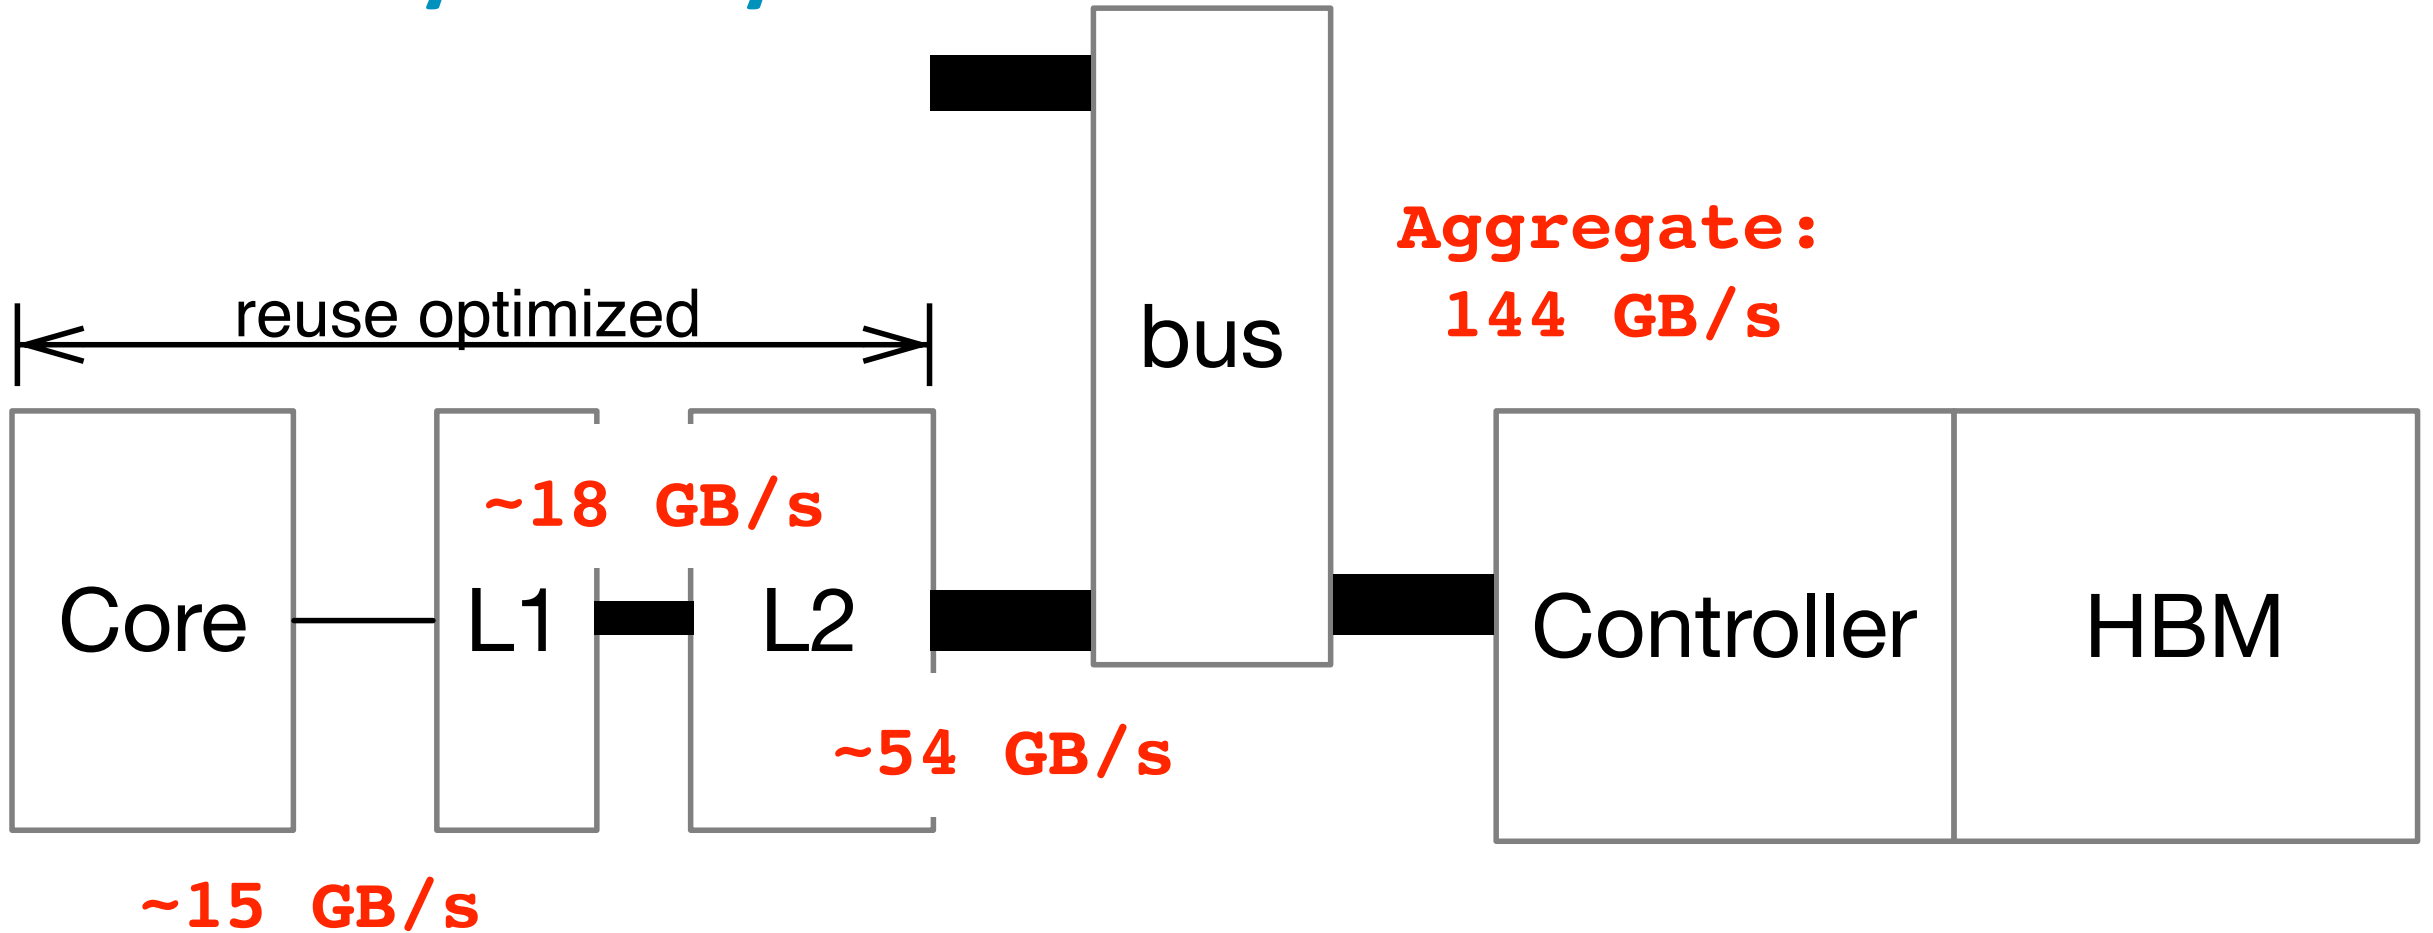 Aggregate:
144 GB/s
reuse optimized
bus
~18 GB/s
Core
L1
L2
Controller
HBM
~54 GB/s
~15 GB/s